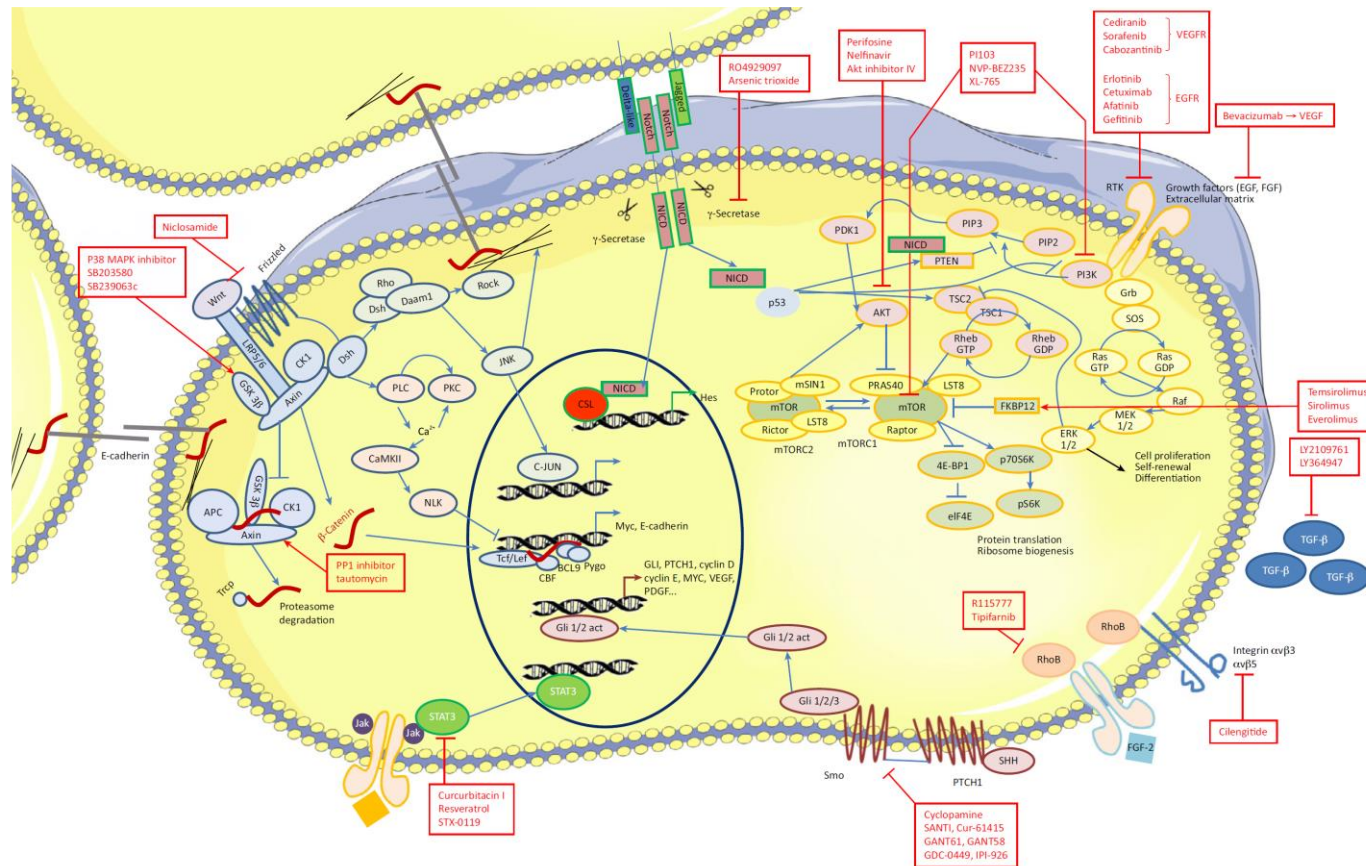 RO4929097
Arsenic trioxide
Perifosine
Nelfinavir
Akt inhibitor IV
PI103
NVP-BEZ235
XL-765
Cediranib
Sorafenib
Cabozantinib
VEGFR
Erlotinib
Cetuximab
Afatinib
Gefitinib
EGFR
Bevacizumab → VEGF
Delta-like
Jagged
Notch
Notch
NICD
NICD
γ-Secretase
γ-Secretase
RTK
Growth factors (EGF, FGF)
Extracellular matrix
Niclosamide
P38 MAPK inhibitor
SB203580
SB239063c
Wnt
Frizzled
LRP5/6
GSK 3β
CK1
Axin
Dsh
Rho
Dsh
Daam1
Rock
JNK
PLC
PKC
Ca²⁺
CaMKII
NLK
E-cadherin
APC
GSK 3β
CK1
Axin
β-Catenin
PP1 inhibitor
tautomycin
Trcp
Proteasome
degradation
NICD
CSL
Hes
C-JUN
Myc, E-cadherin
Tcf/Lef
BCL9
Pygo
CBF
GLI, PTCH1, cyclin D
cyclin E, MYC, VEGF,
PDGF...
Gli 1/2 act
STAT3
NICD
p53
PDK1
PIP3
PIP2
NICD
PTEN
PI3K
AKT
TSC2
TSC1
Rheb
GTP
Rheb
GDP
Grb
SOS
Ras
GTP
Ras
GDP
Raf
MEK
1/2
ERK
1/2
Protor
mSIN1
mTOR
Rictor
LST8
mTORC2
PRAS40
LST8
mTOR
Raptor
mTORC1
FKBP12
Temsirolimus
Sirolimus
Everolimus
4E-BP1
p70S6K
eIF4E
pS6K
Cell proliferation
Self-renewal
Differentiation
Protein translation
Ribosome biogenesis
LY2109761
LY364947
TGF-β
TGF-β
TGF-β
R115777
Tipifarnib
RhoB
RhoB
Integrin αvβ3
αvβ5
FGF-2
Cilengitide
Gli 1/2 act
Gli 1/2/3
Smo
PTCH1
SHH
Cyclopamine
SANTI, Cur-61415
GANT61, GANT58
GDC-0449, IPI-926
Jak
Jak
STAT3
Curcurbitacin I
Resveratrol
STX-0119